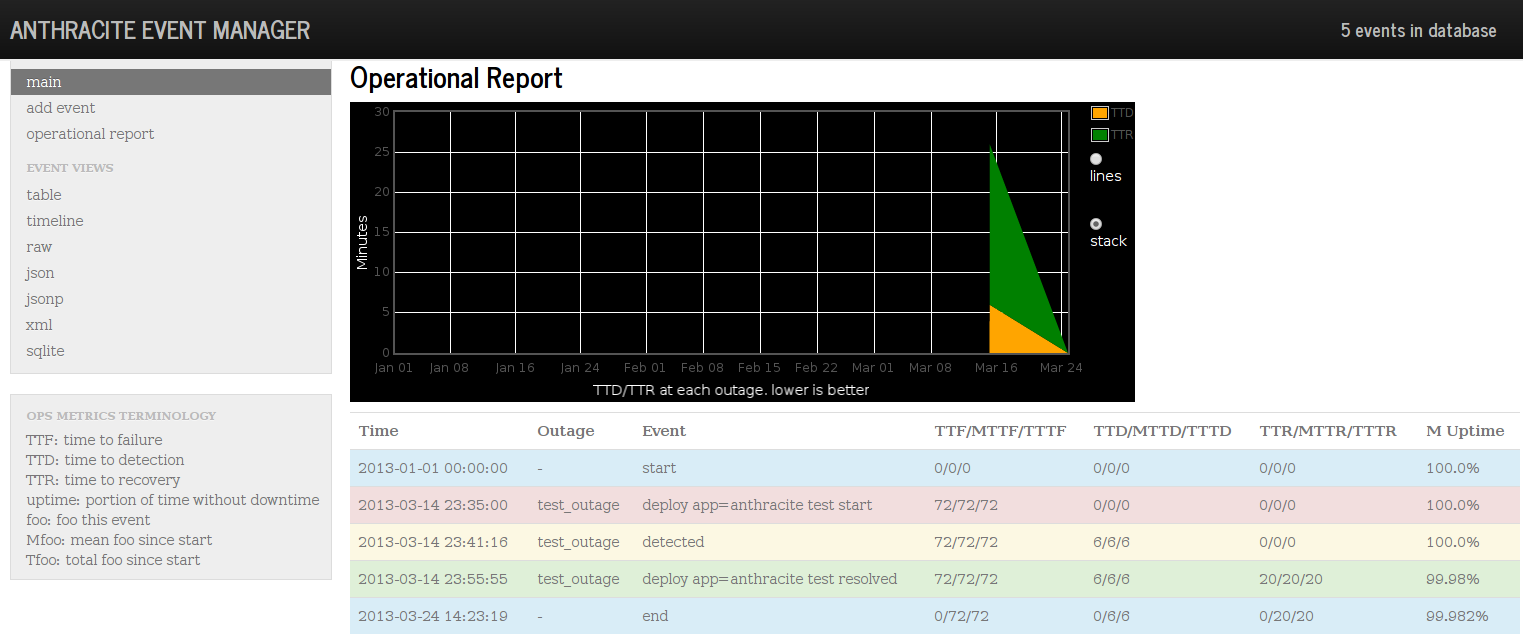 ANTHRACITE EVENT MANAGER
5 events in database
main
add event
operational report
EVENT VIEWS
table
timeline
raw
json
jsonp
xml
sqlite
OPS METRICS TERMINOLOGY
TTF: time to failure
TTD: time to detection
TTR: time to recovery
uptime: portion of time without downtime
foo: foo this event
Mfoo: mean foo since start
Tfoo: total foo since start
Operational Report
30
25
20
15
10
5
0
Minutes
Jan 01 Jan 08 Jan 16 Jan 24 Feb 01 Feb 08 Feb 15 Feb 22 Mar 01 Mar 08 Mar 16 Mar 24
TTD/TTR at each outage. lower is better
TTD
TTR
lines
stack
Time Outage Event TTF/MTTF/TTTF TTD/MTTD/TTTD TTR/MTTR/TTTR M Uptime
2013-01-01 00:00:00 - start 0/0/0 0/0/0 0/0/0 100.0%
2013-03-14 23:35:00 test_outage deploy app=anthracite test start 72/72/72 0/0/0 0/0/0 100.0%
2013-03-14 23:41:16 test_outage detected 72/72/72 6/6/6 0/0/0 100.0%
2013-03-14 23:55:55 test_outage deploy app=anthracite test resolved 72/72/72 6/6/6 20/20/20 99.98%
2013-03-24 14:23:19 - end 0/72/72 0/6/6 0/20/20 99.982%